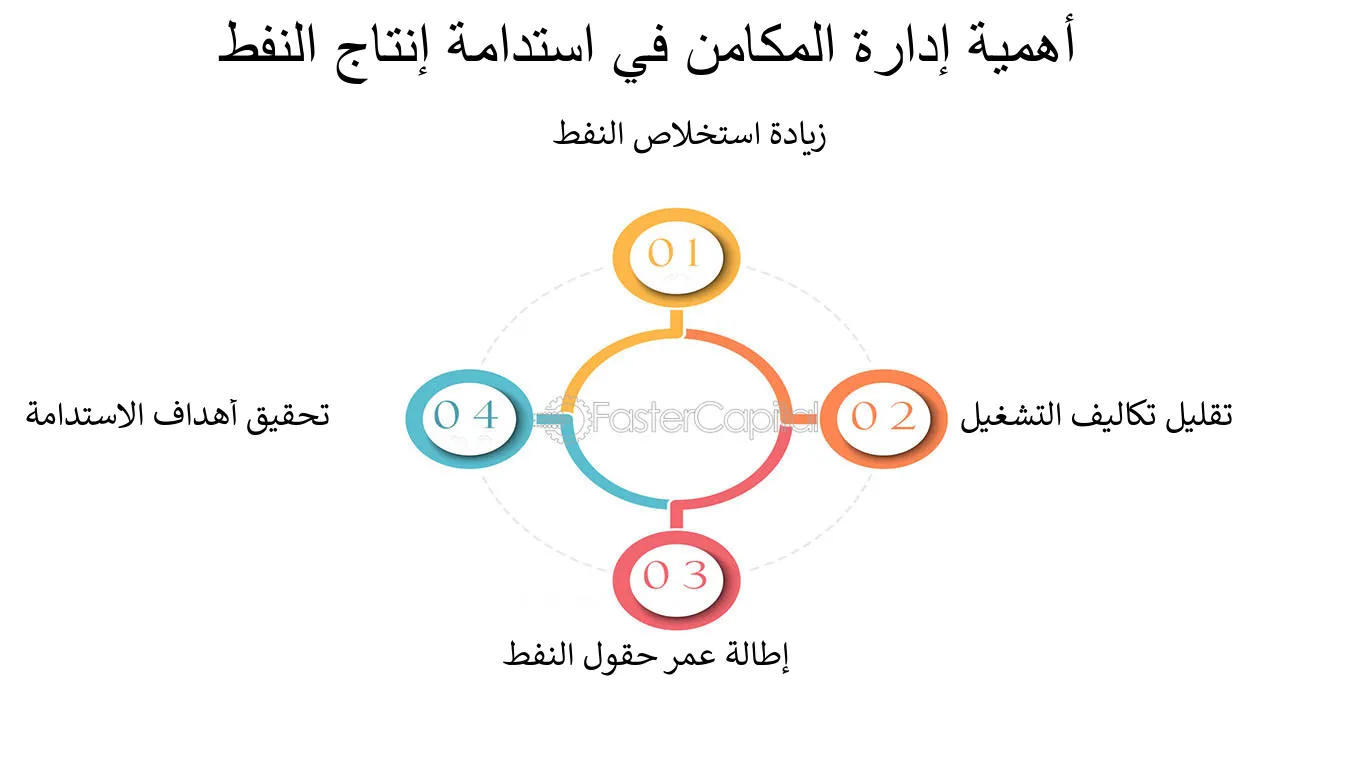 أهمية إدارة المكامن في استدامة إنتاج النفط
زيادة استخلاص النفط
01
02
تقليل تكاليف التشغيل
03
إطالة عمر حقول النفط
04
تحقيق أهداف الاستدامة
FasterCapital